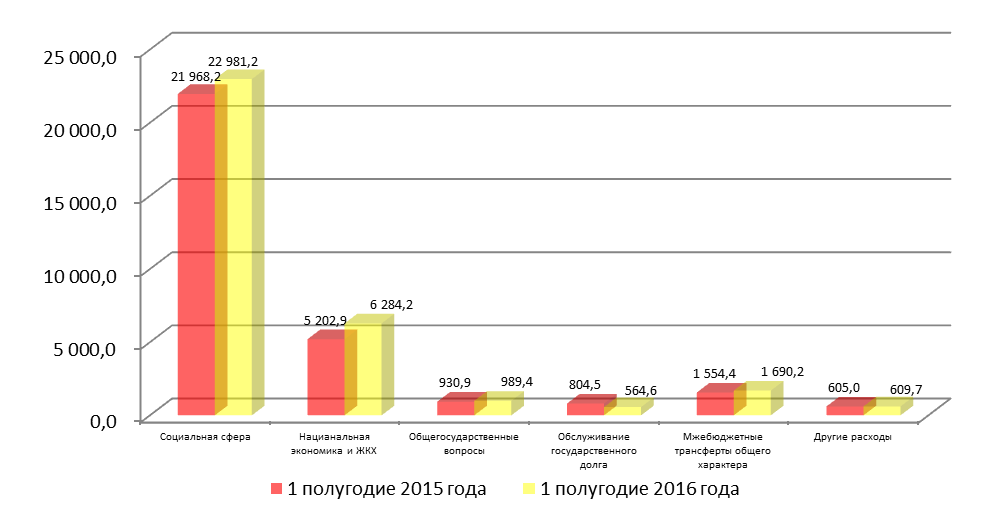 25 000,0
20 000,0
15 000,0
10 000,0
5 000,0
0,0
21 968,2
22 981,2
5 202,9
6 284,2
930,9
989,4
804,5
564,6
1 554,4
1 690,2
605,0
609,7
Социальная сфера
Нацианальная
экономика и ЖКХ
Общегосударственные
вопросы
Обслуживание
государственного
долга
Мжебюджетные
трансферты общего
характера
Другие расходы
1 полугодие 2015 года
1 полугодие 2016 года